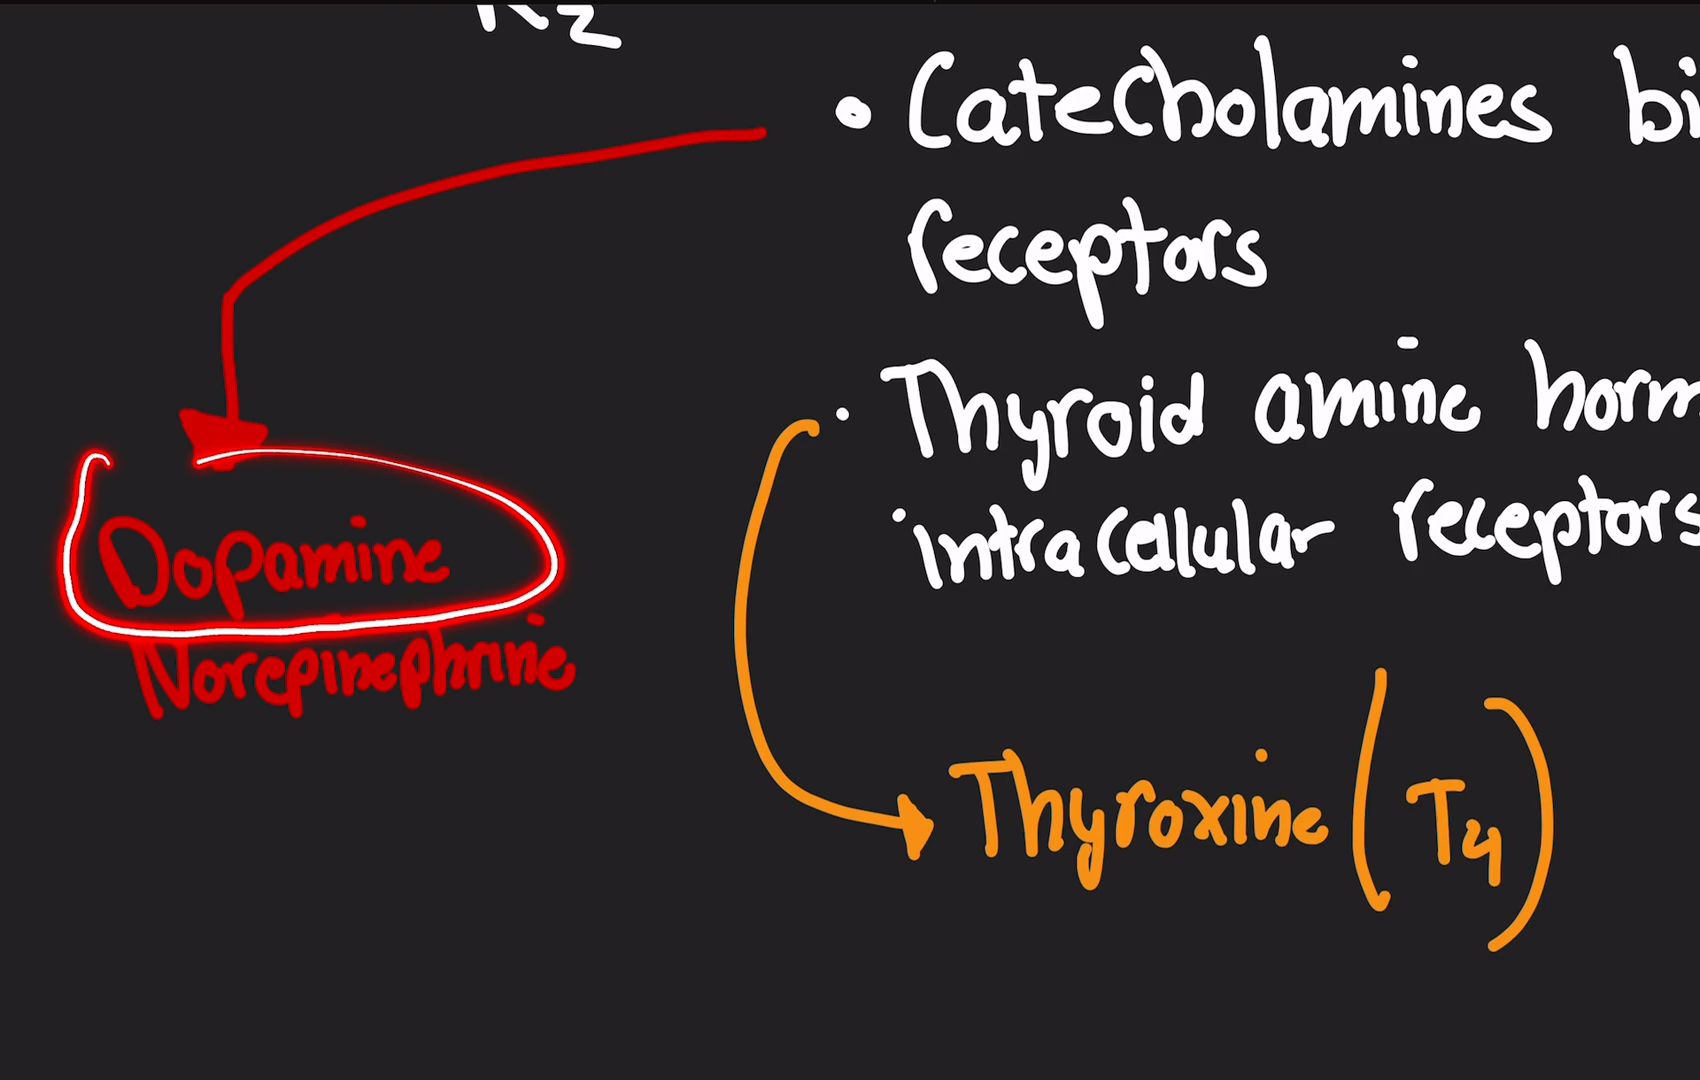 • Catecholamines bi
receptors
• Thyroid amine horm
intracellular receptors
Dopamine
Norepinephrine
Thyroxine (T4)